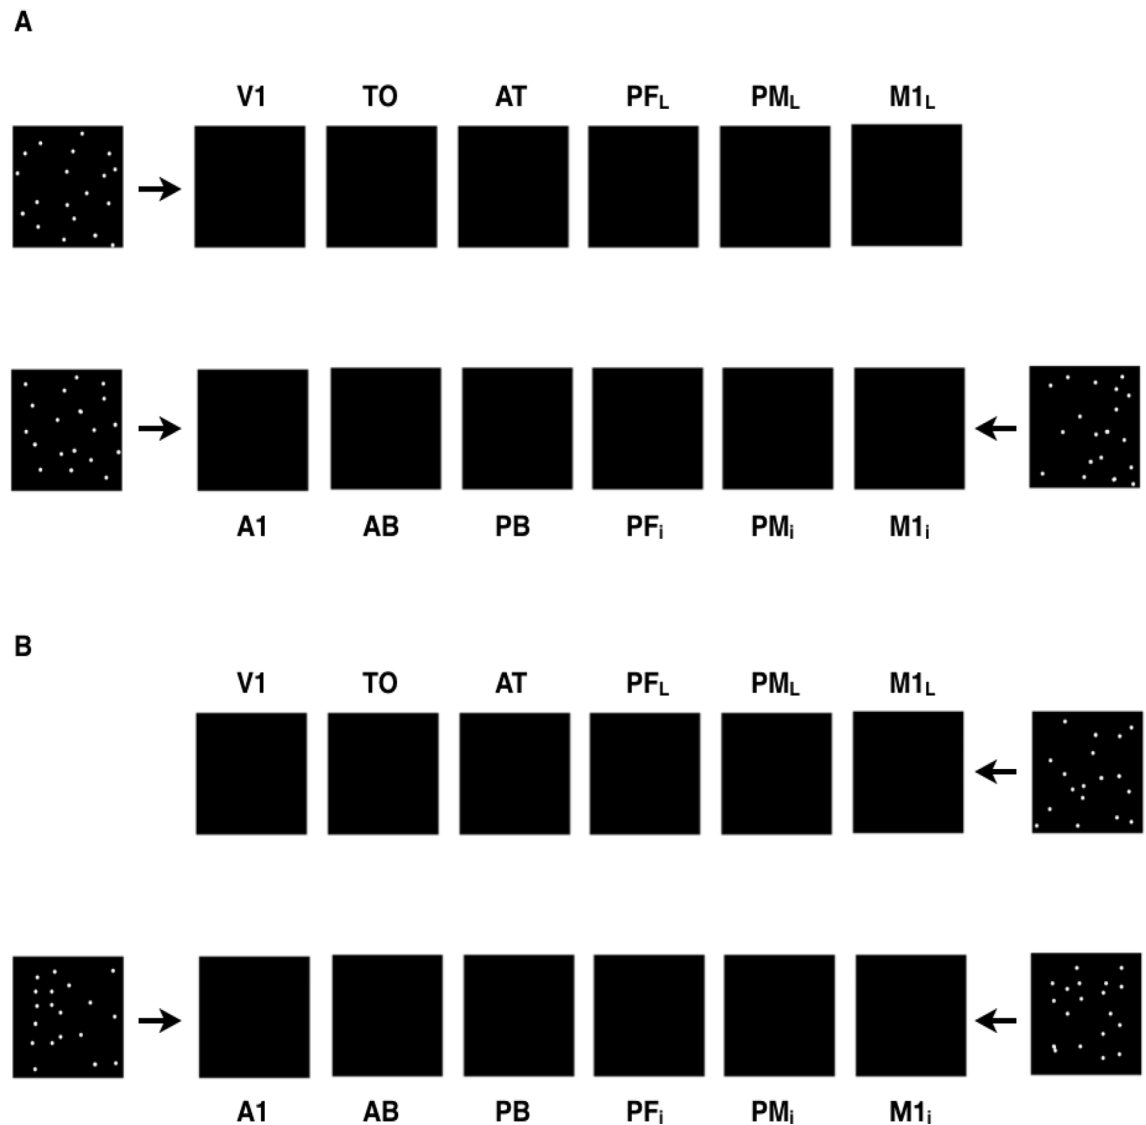 A
V1 TO AT PFL PML M1L
A1 AB PB PFi PMi M1i
B
V1 TO AT PFL PML M1L
A1 AB PB PFi PMi M1i